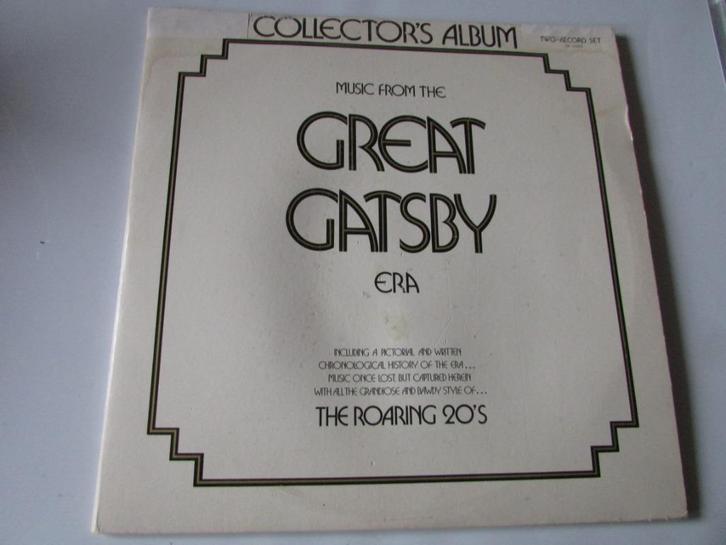 COLLECTOR'S ALBUM
TWO-RECORD SET
MUSIC FROM THE
GREAT
GATSBY
ERA
INCLUDING A PICTORIAL AND WRITTEN
CHRONOLOGICAL HISTORY OF THE ERA...
MUSIC ONCE LOST, BUT CAPTURED HEREIN
WITH ALL THE GRANDIOSE AND BAWDY STYLE OF...
THE ROARING 20'S